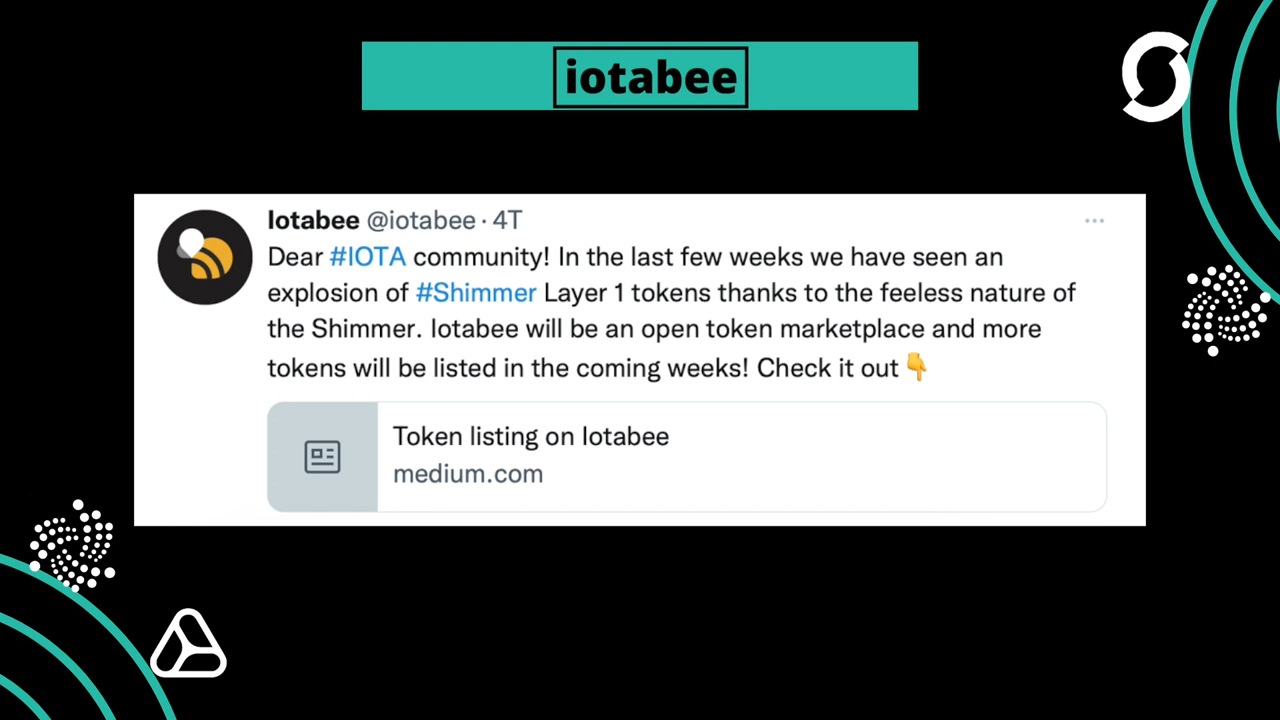 iotabee
Iotabee @iotabee · 4T
Dear #IOTA community! In the last few weeks we have seen an
explosion of #Shimmer Layer 1 tokens thanks to the feeless nature of
the Shimmer. Iotabee will be an open token marketplace and more
tokens will be listed in the coming weeks! Check it out 👇
Token listing on Iotabee
medium.com